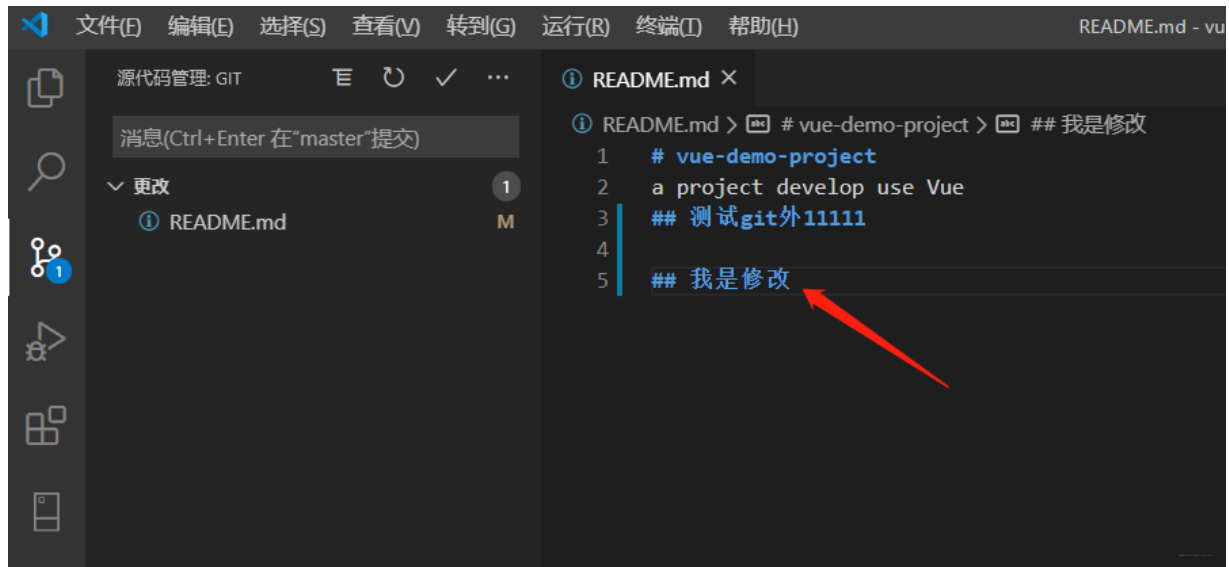 文件(F) 编辑(E) 选择(S) 查看(V) 转到(G) 运行(R) 终端(T) 帮助(H) README.md - vu
源代码管理: GIT
消息(Ctrl+Enter 在“master”提交)
更改 1
README.md M
1
README.md
README.md > # vue-demo-project > ## 我是修改
1 # vue-demo-project
2 a project develop use Vue
3 ## 测试git外11111
4
5 ## 我是修改